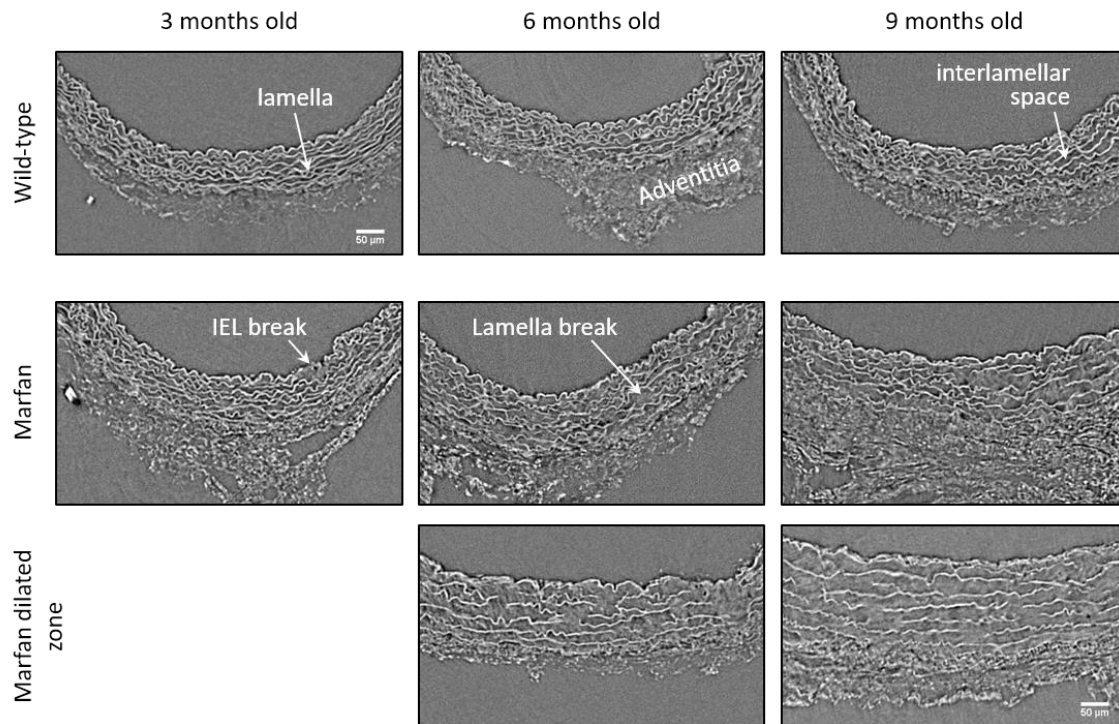 3 months old
6 months old
9 months old
Wild-type
lamella
50 µm
Adventitia
interlamellar
space
Marfan
IEL break
Lamella break
Marfan dilated
zone
50 µm